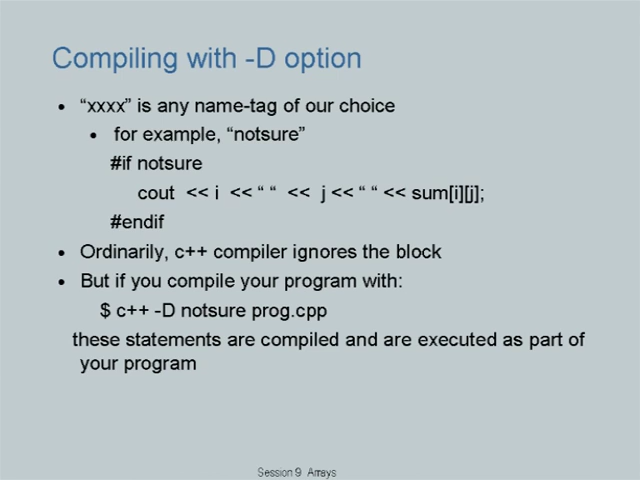 Compiling with -D option
• “xxxx” is any name-tag of our choice
• for example, “notsure”
#if notsure
cout << i << “ “ << j << “ “ << sum[i][j];
#endif
• Ordinarily, c++ compiler ignores the block
• But if you compile your program with:
$ c++ -D notsure prog.cpp
these statements are compiled and are executed as part of
your program
Session 9 Arrays